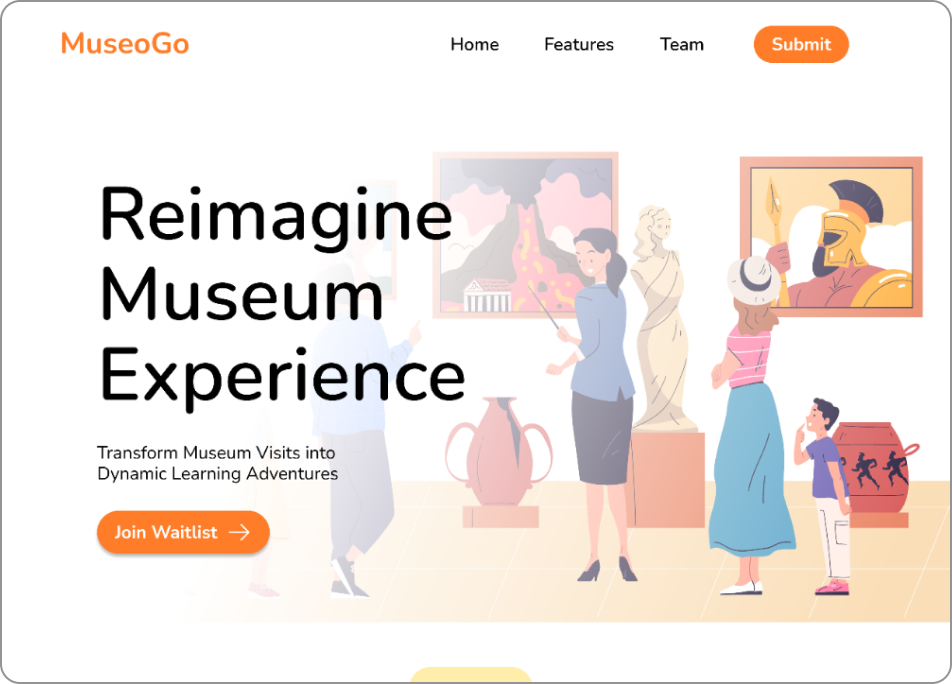 MuseoGo
Home
Features
Team
Submit
Reimagine
Museum
Experience
Transform Museum Visits into
Dynamic Learning Adventures
Join Waitlist →